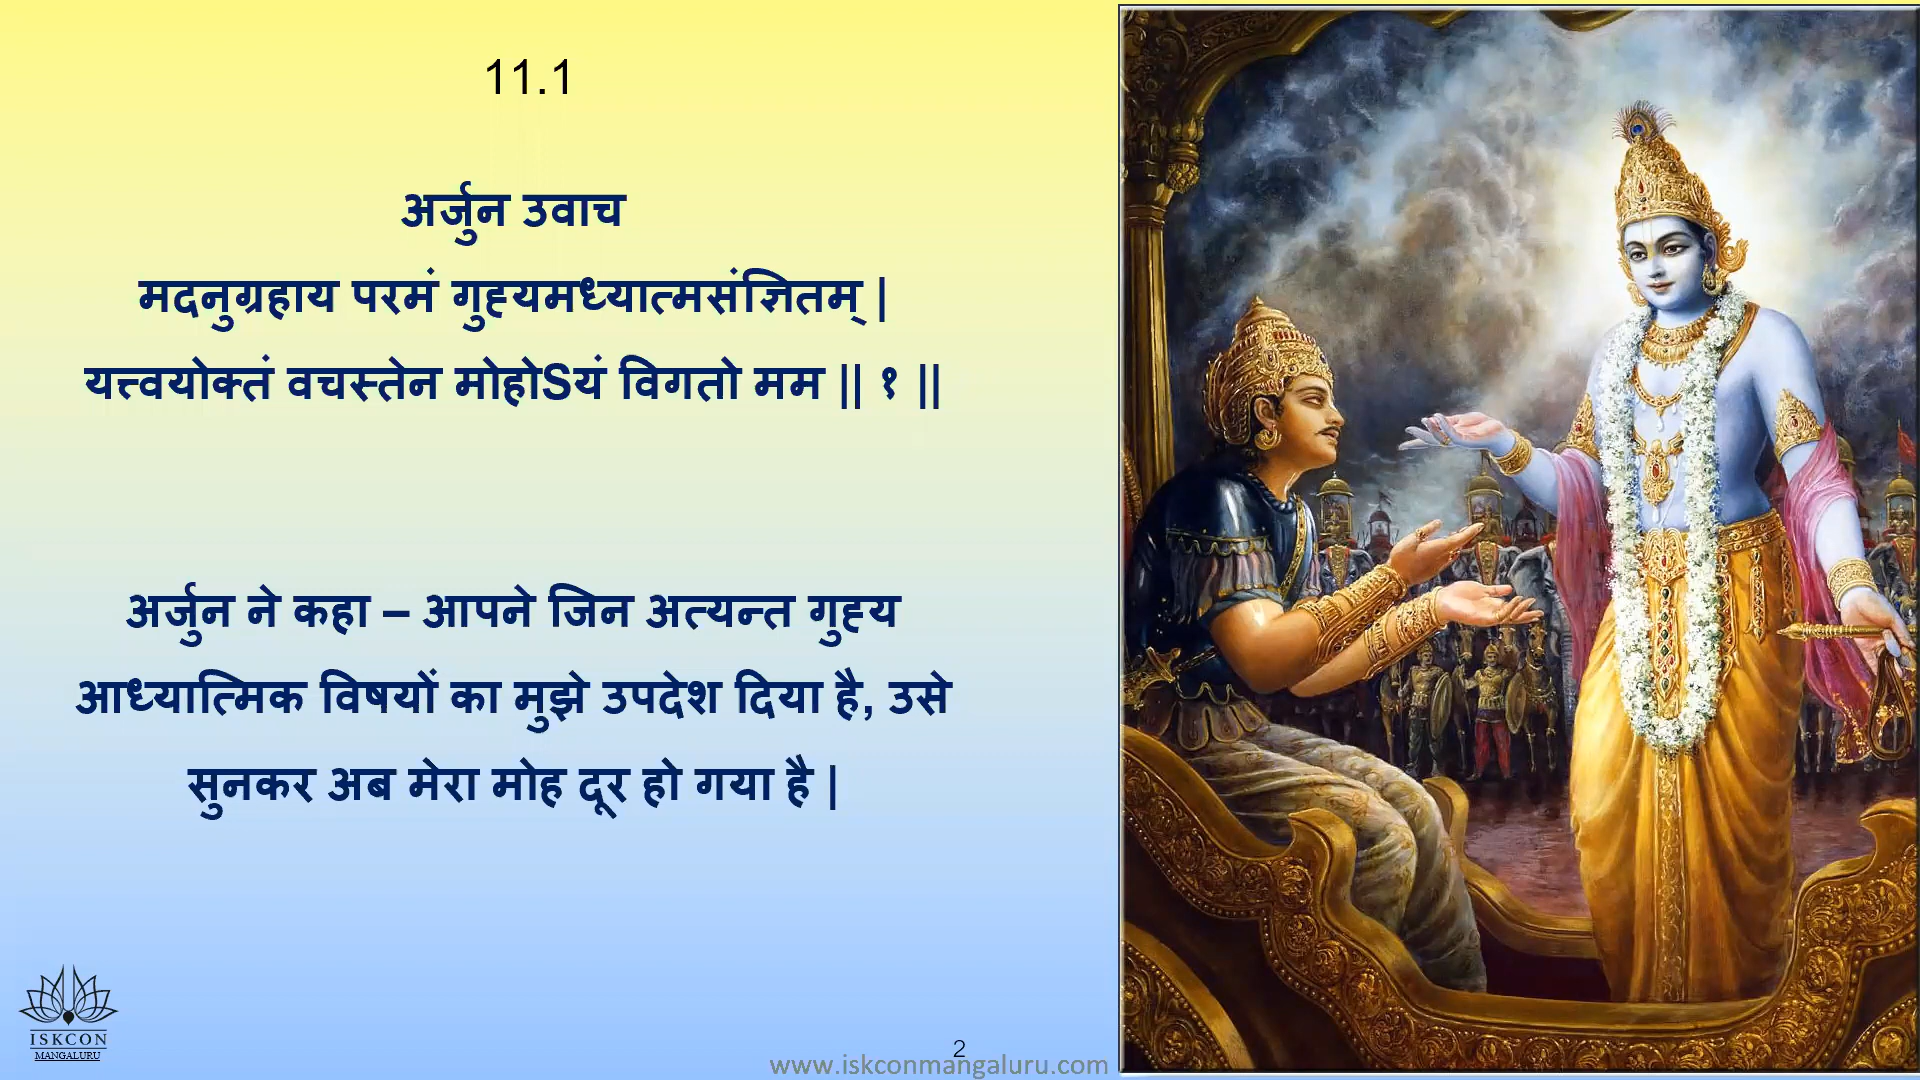 11.1
अर्जुन उवाच
मदनुग्रहाय परमं गुह्यमध्यात्मसंज्ञितम् |
यत्त्वयोक्तं वचस्तेन मोहोSयं विगतो मम || १ ||
अर्जुन ने कहा – आपने जिन अत्यन्त गुह्य
आध्यात्मिक विषयों का मुझे उपदेश दिया है, उसे
सुनकर अब मेरा मोह दूर हो गया है |
ISKCON
MANGALURU
2
www.iskconmangaluru.com